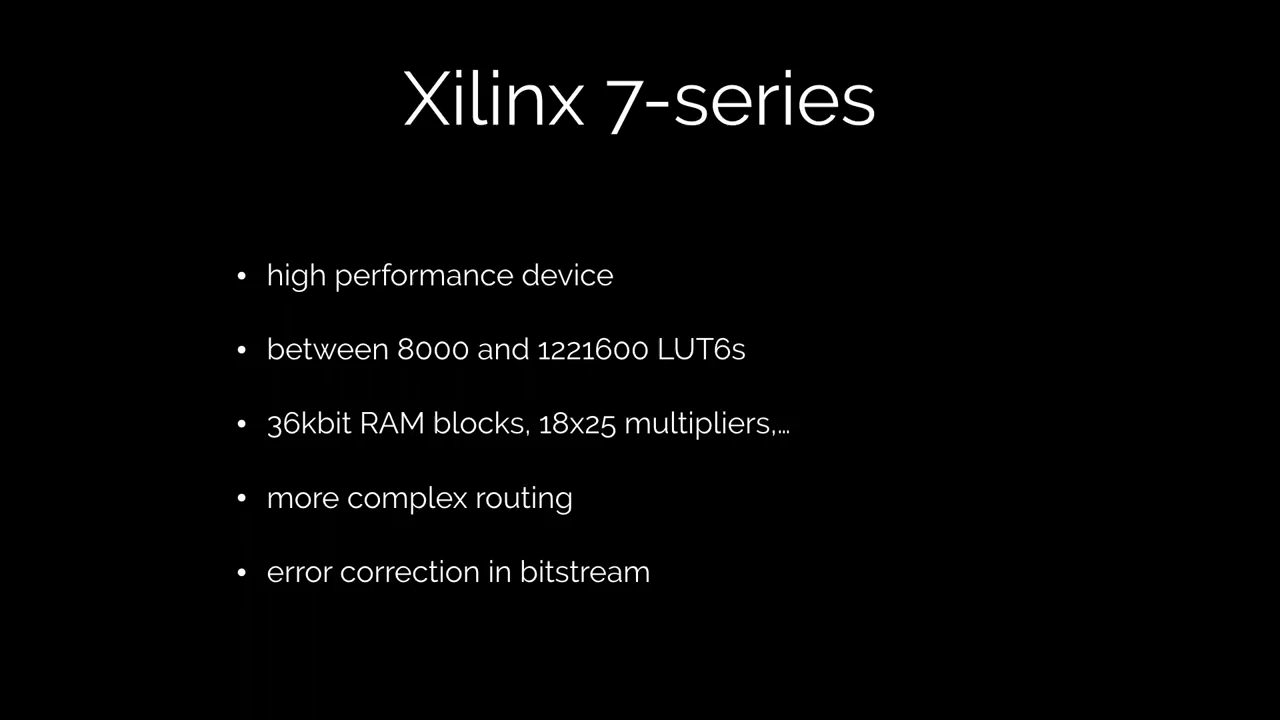 Xilinx 7-series
• high performance device
• between 8000 and 1221600 LUT6s
• 36kbit RAM blocks, 18x25 multipliers,…
• more complex routing
• error correction in bitstream